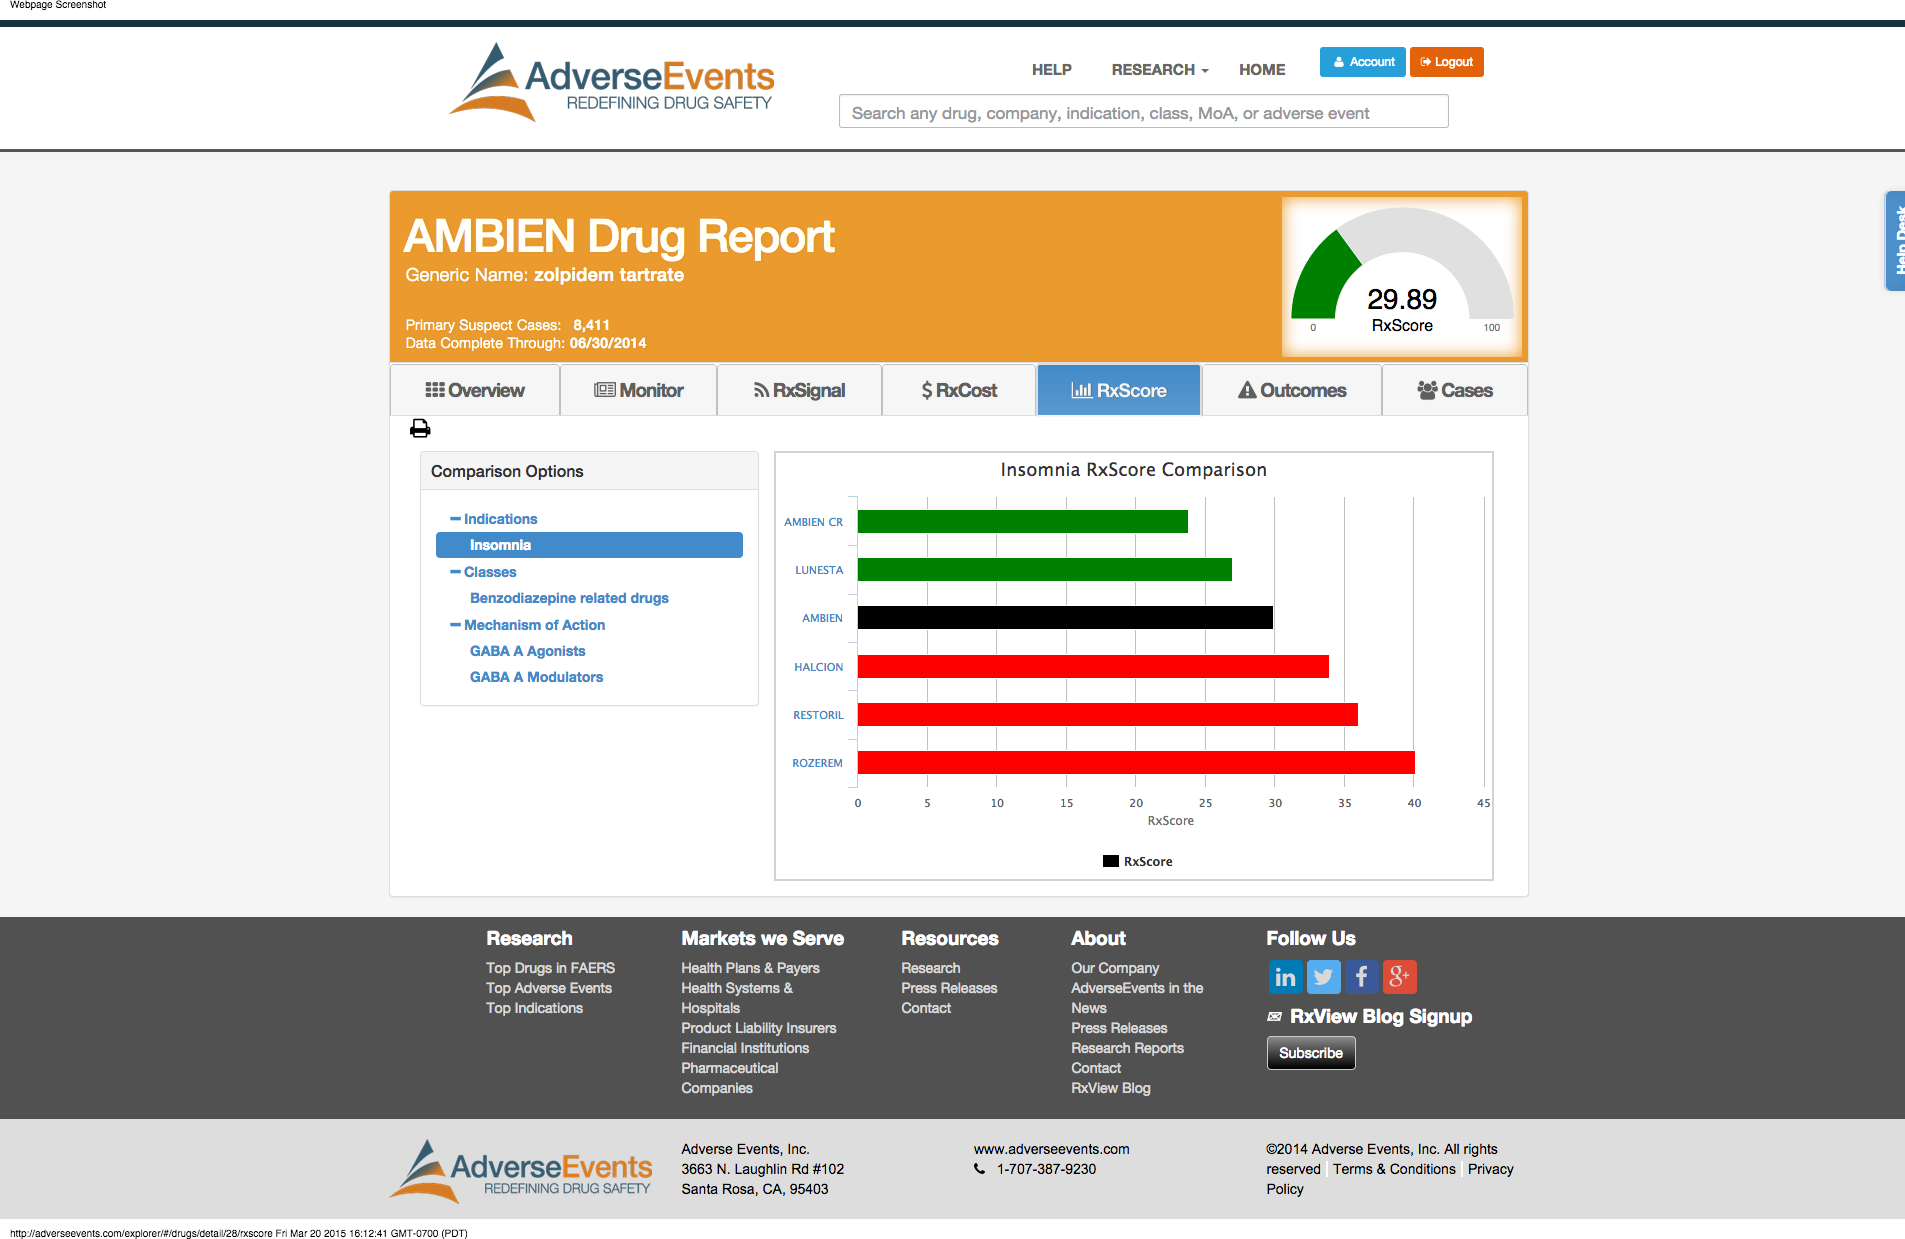 Webpage Screenshot
AdverseEvents
REDEFINING DRUG SAFETY
HELP RESEARCH HOME Account Logout
Search any drug, company, indication, class, MoA, or adverse event
Help Desk
AMBIEN Drug Report
Generic Name: zolpidem tartrate
Primary Suspect Cases: 8,411
Data Complete Through: 06/30/2014
29.89
RxScore
0 100
Overview Monitor RxSignal $ RxCost RxScore Outcomes Cases
Comparison Options
Indications
Insomnia
Classes
Benzodiazepine related drugs
Mechanism of Action
GABA A Agonists
GABA A Modulators
Insomnia RxScore Comparison
AMBIEN CR
LUNESTA
AMBIEN
HALCION
RESTORIL
ROZEREM
0 5 10 15 20 25 30 35 40 45
RxScore
RxScore
Research
Top Drugs in FAERS
Top Adverse Events
Top Indications
Markets we Serve
Health Plans & Payers
Health Systems &
Hospitals
Product Liability Insurers
Financial Institutions
Pharmaceutical
Companies
Resources
Research
Press Releases
Contact
About
Our Company
AdverseEvents in the
News
Press Releases
Research Reports
Contact
RxView Blog
Follow Us
in f g+
RxView Blog Signup
Subscribe
AdverseEvents
REDEFINING DRUG SAFETY
Adverse Events, Inc.
3663 N. Laughlin Rd #102
Santa Rosa, CA, 95403
www.adverseevents.com
1-707-387-9230
©2014 Adverse Events, Inc. All rights
reserved | Terms & Conditions | Privacy
Policy
http://adverseevents.com/explorer/#/drugs/detail/28/rxscore Fri Mar 20 2015 16:12:41 GMT-0700 (PDT)